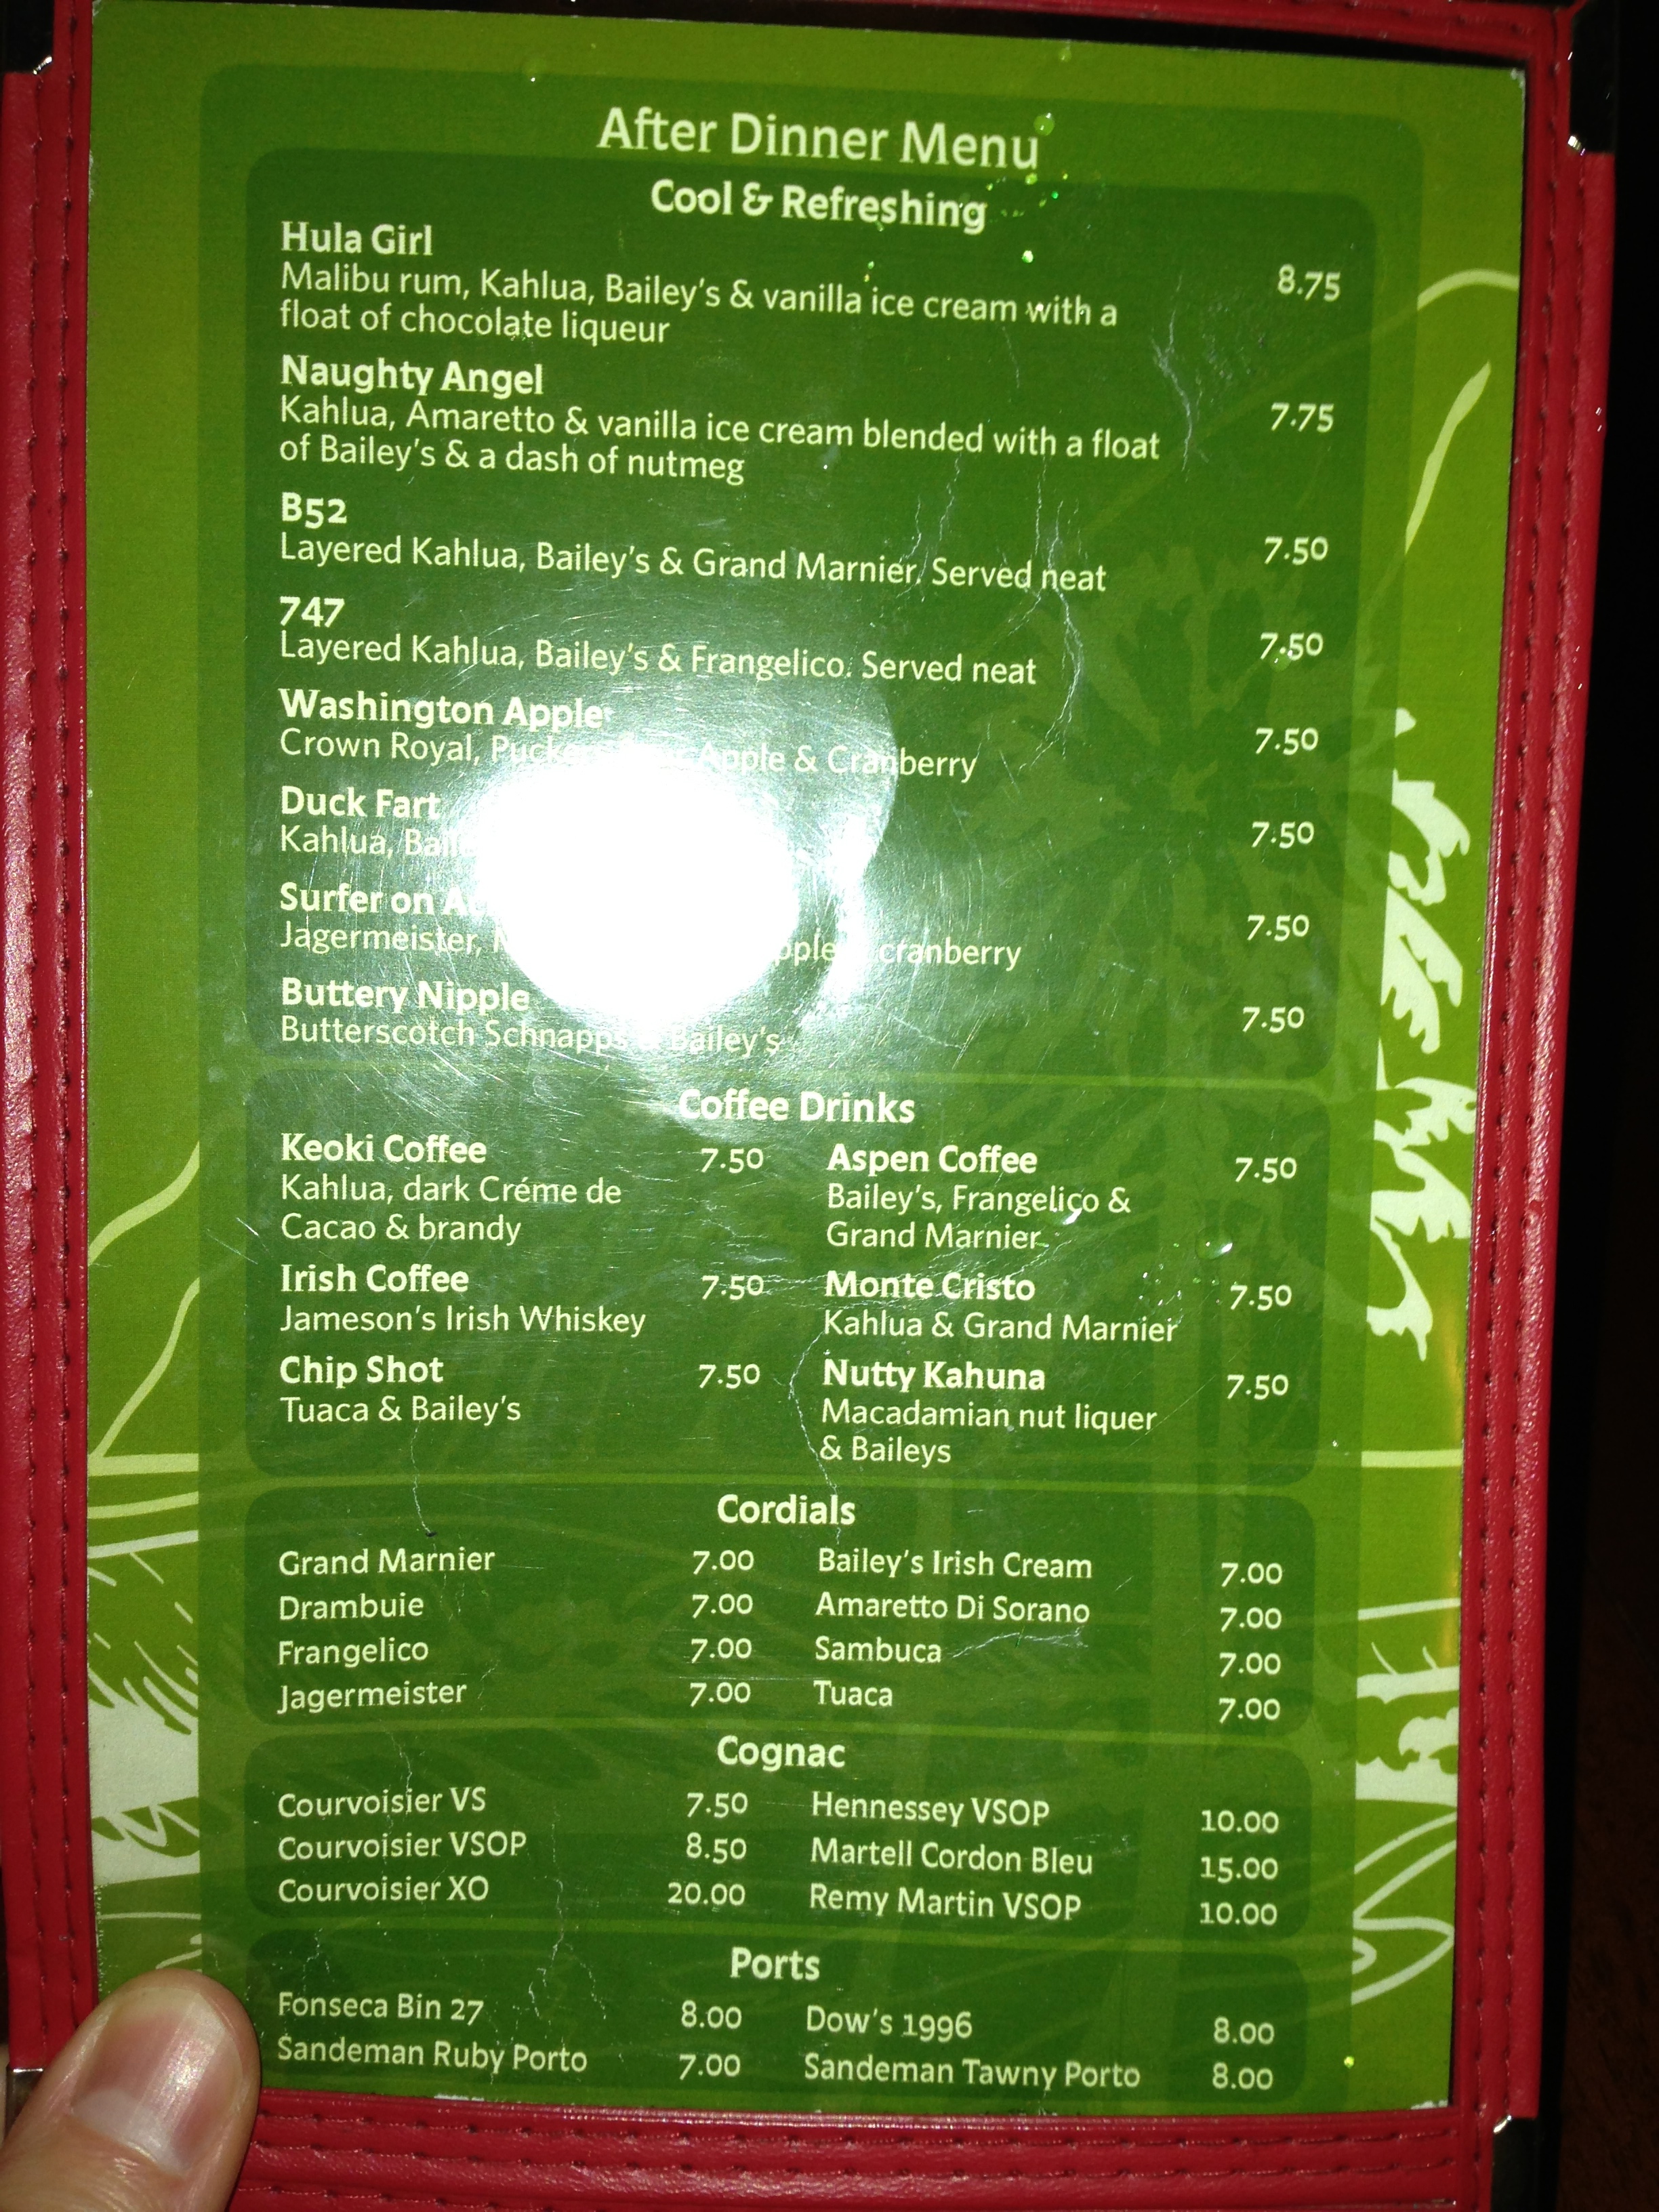 After Dinner Menu
Cool & Refreshing
Hula Girl 8.75
Malibu rum, Kahlua, Bailey's & vanilla ice cream with a
float of chocolate liqueur
Naughty Angel 7.75
Kahlua, Amaretto & vanilla ice cream blended with a float
of Bailey's & a dash of nutmeg
B52 7.50
Layered Kahlua, Bailey's & Grand Marnier. Served neat
747 7.50
Layered Kahlua, Bailey's & Frangelico. Served neat
Washington Apple 7.50
Crown Royal, Apple & Cranberry
Duck Fart 7.50
Kahlua,
Surfer on 7.50
Jagermeister, cranberry
Buttery Nipple 7.50
Butterscotch Schnapps & Bailey's
Coffee Drinks
Keoki Coffee 7.50
Kahlua, dark Créme de
Cacao & brandy
Irish Coffee 7.50
Jameson's Irish Whiskey
Chip Shot 7.50
Tuaca & Bailey's
Aspen Coffee 7.50
Bailey's, Frangelico &
Grand Marnier
Monte Cristo 7.50
Kahlua & Grand Marnier
Nutty Kahuna 7.50
Macadamian nut liquer
& Baileys
Cordials
Grand Marnier 7.00 Bailey's Irish Cream 7.00
Drambuie 7.00 Amaretto Di Sorano 7.00
Frangelico 7.00 Sambuca 7.00
Jagermeister 7.00 Tuaca 7.00
Cognac
Courvoisier VS 7.50 Hennessey VSOP 10.00
Courvoisier VSOP 8.50 Martell Cordon Bleu 15.00
Courvoisier XO 20.00 Remy Martin VSOP 10.00
Ports
Fonseca Bin 27 8.00 Dow's 1996 8.00
Sandeman Ruby Porto 7.00 Sandeman Tawny Porto 8.00